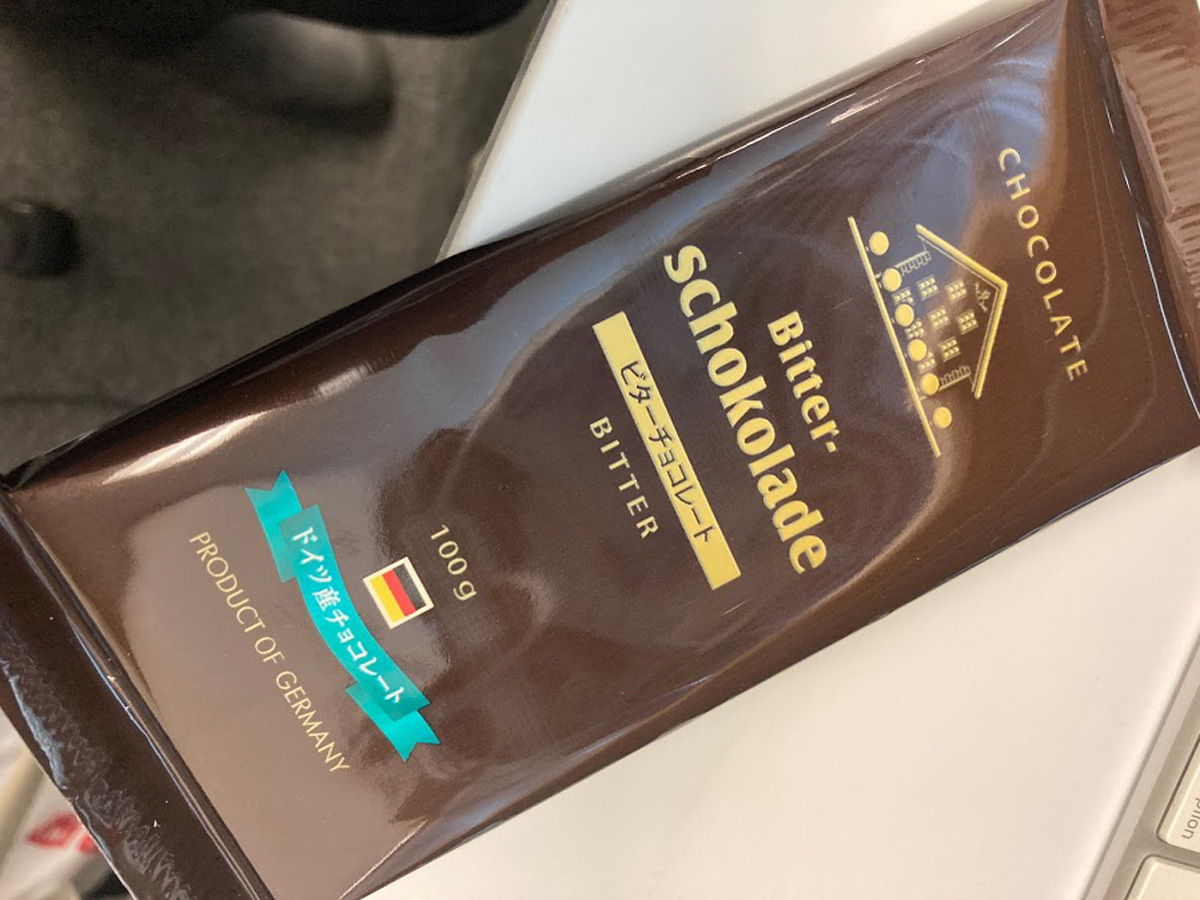 CHOCOLATE
Bitter-
schokolade
ビターチョコレート
BITTER
100g
ドイツ産チョコレート
PRODUCT OF GERMANY